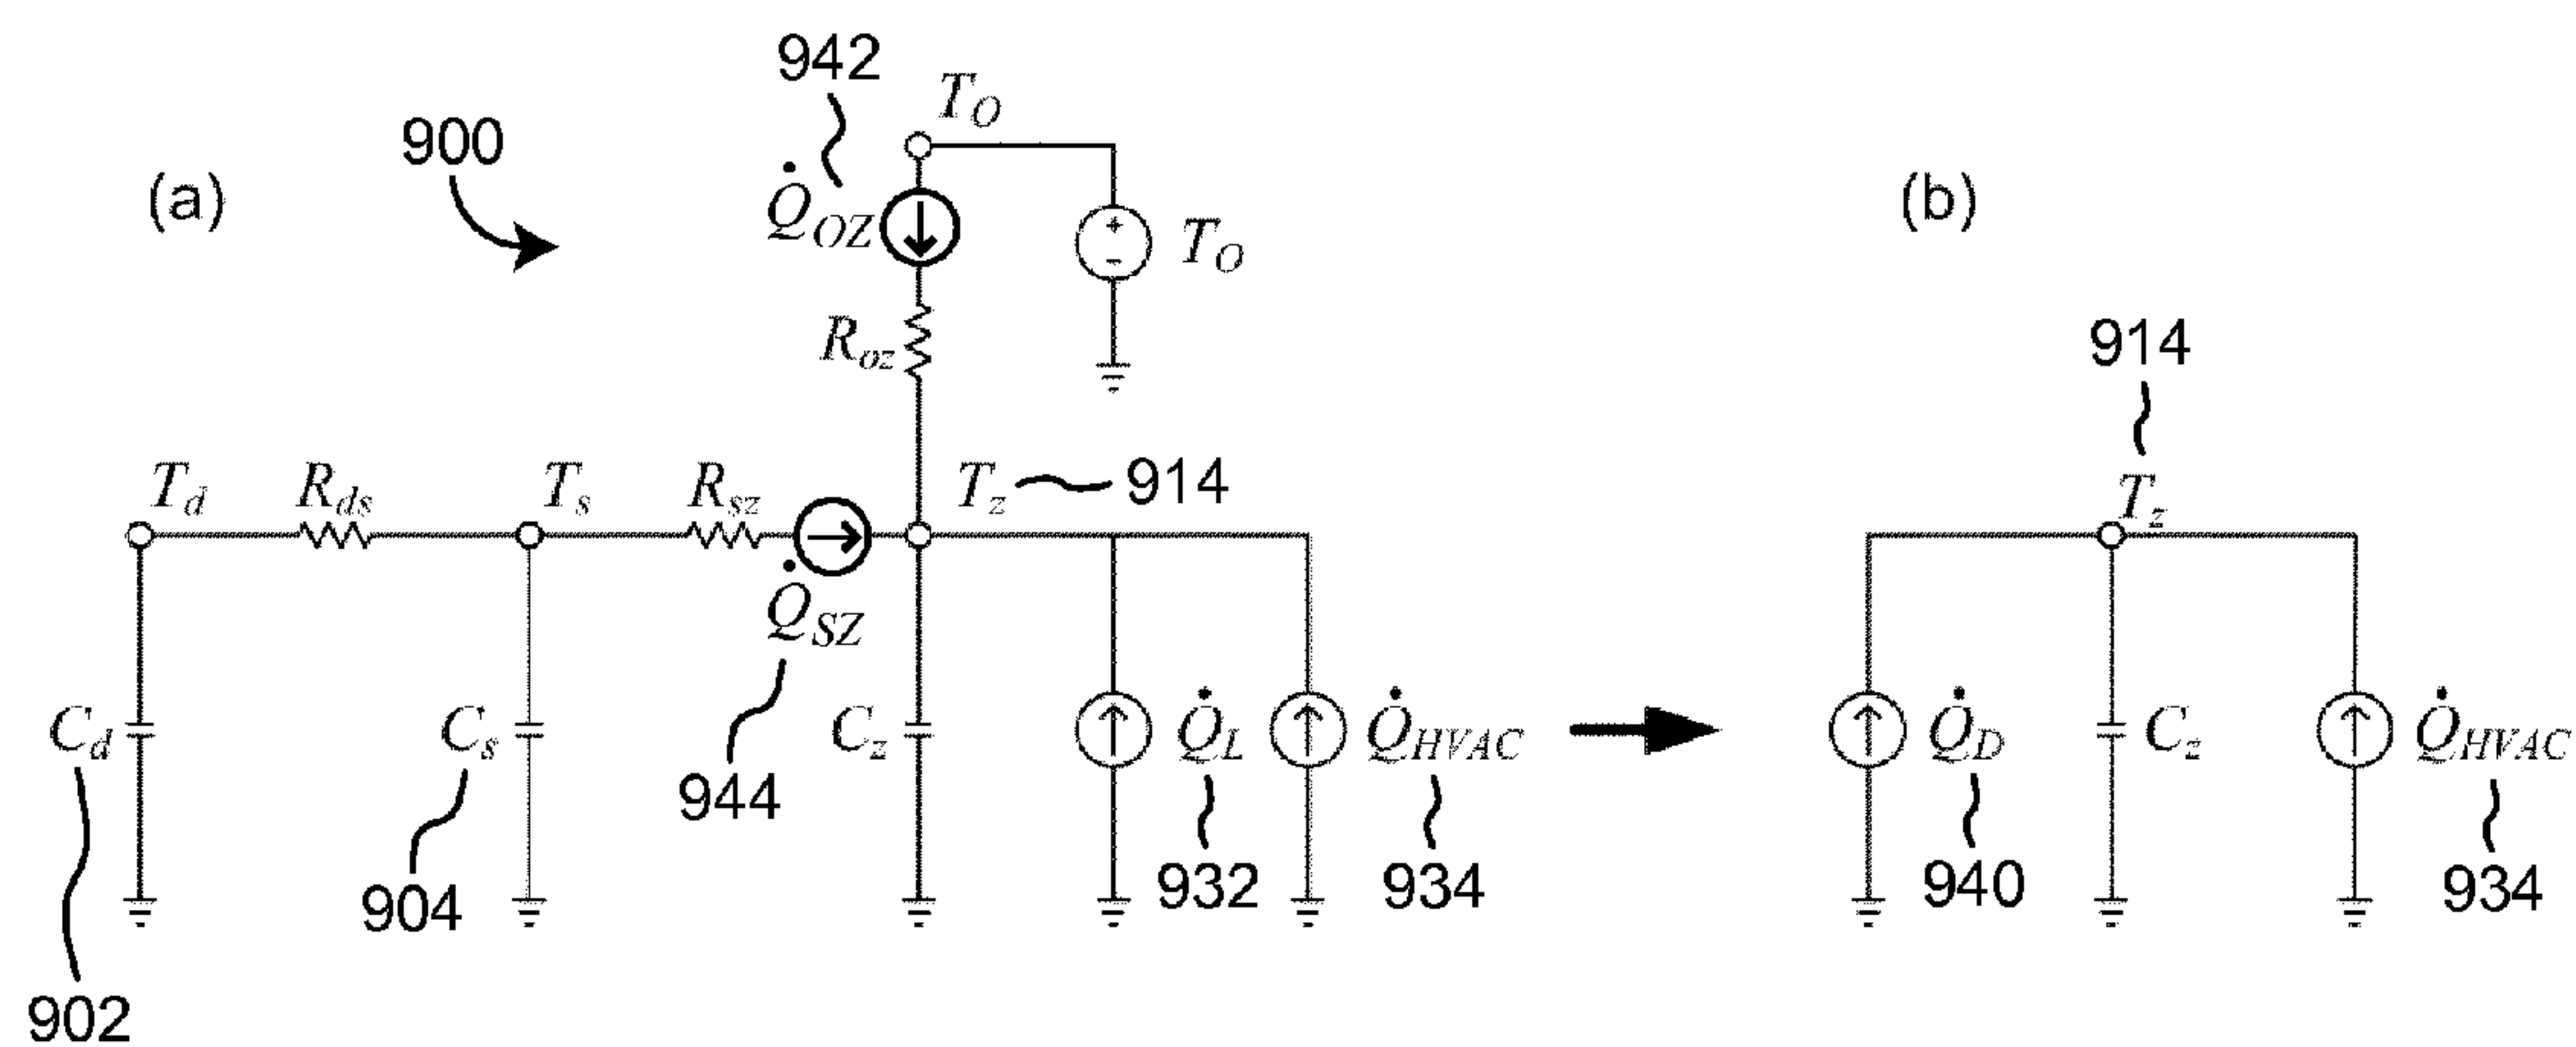 942
T_O
900
(a)
Q̇_OZ
+
-
T_O
(b)
R_oz
914
T_d
R_ds
T_s
R_sz
T_z
914
T_z
Q̇_SZ
C_d
C_s
944
C_z
Q̇_L
Q̇_HVAC
Q̇_D
C_z
Q̇_HVAC
904
932
934
940
934
902